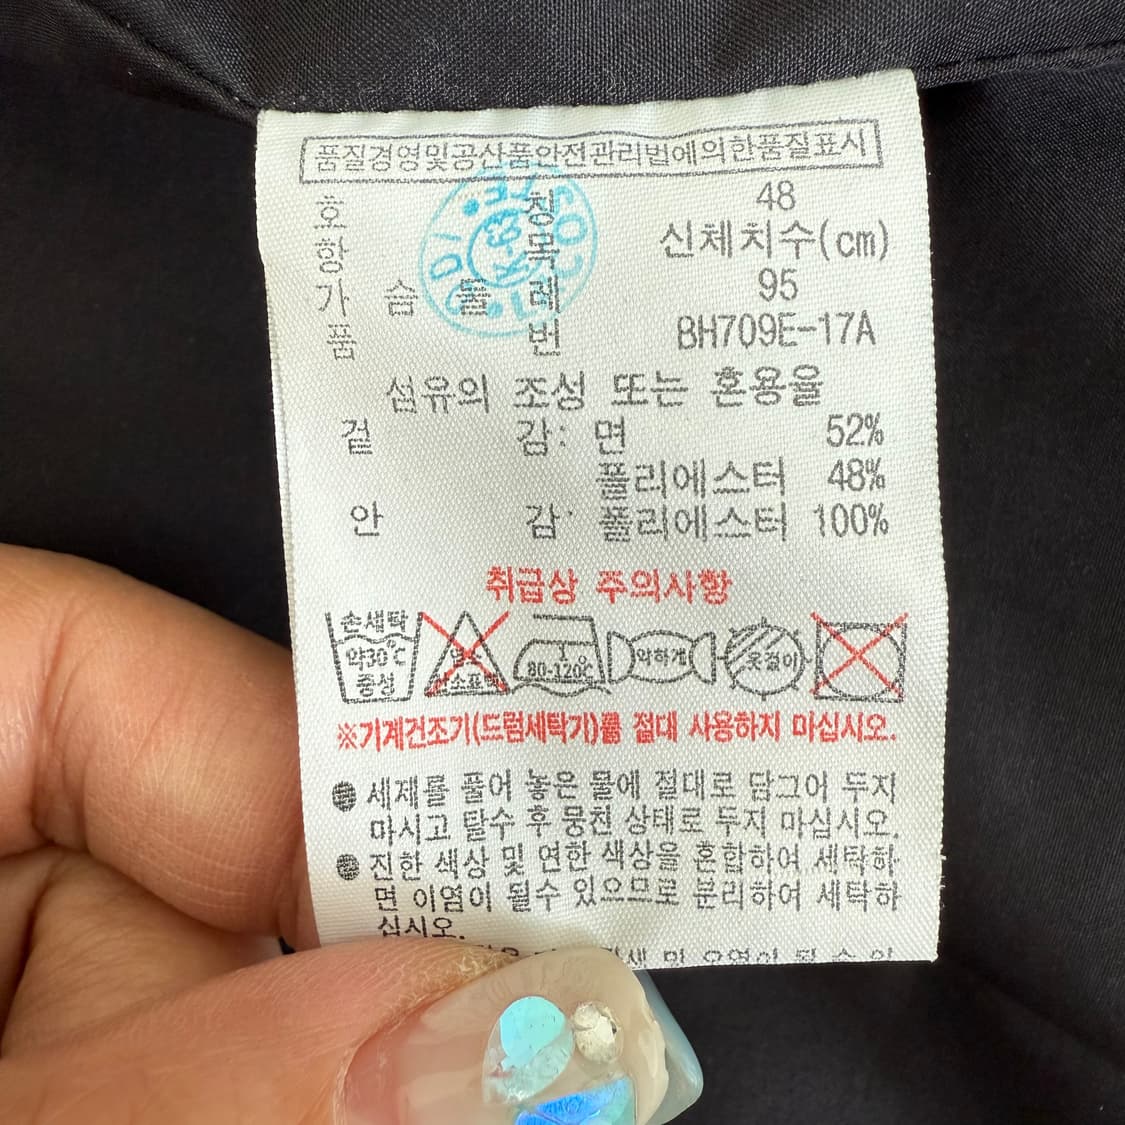 품질경영및공산품안전관리법에의한품질표시
호 칭 48
항 목 신체치수(cm)
가 슴 둘 레 95
품 번 BH709E-17A
섬유의 조성 또는 혼용율
겉 감: 면 52%
폴리에스터 48%
안 감: 폴리에스터 100%
취급상 주의사항
손세탁 약30℃ 중성
염소
80-120℃
약하게
옷걸이
※기계건조기(드럼세탁기)를 절대 사용하지 마십시오.
● 세제를 풀어 놓은 물에 절대로 담그어 두지
마시고 탈수 후 뭉친 상태로 두지 마십시오.
● 진한 색상 및 연한 색상을 혼합하여 세탁하
면 이염이 될수 있으므로 분리하여 세탁하
십시오.